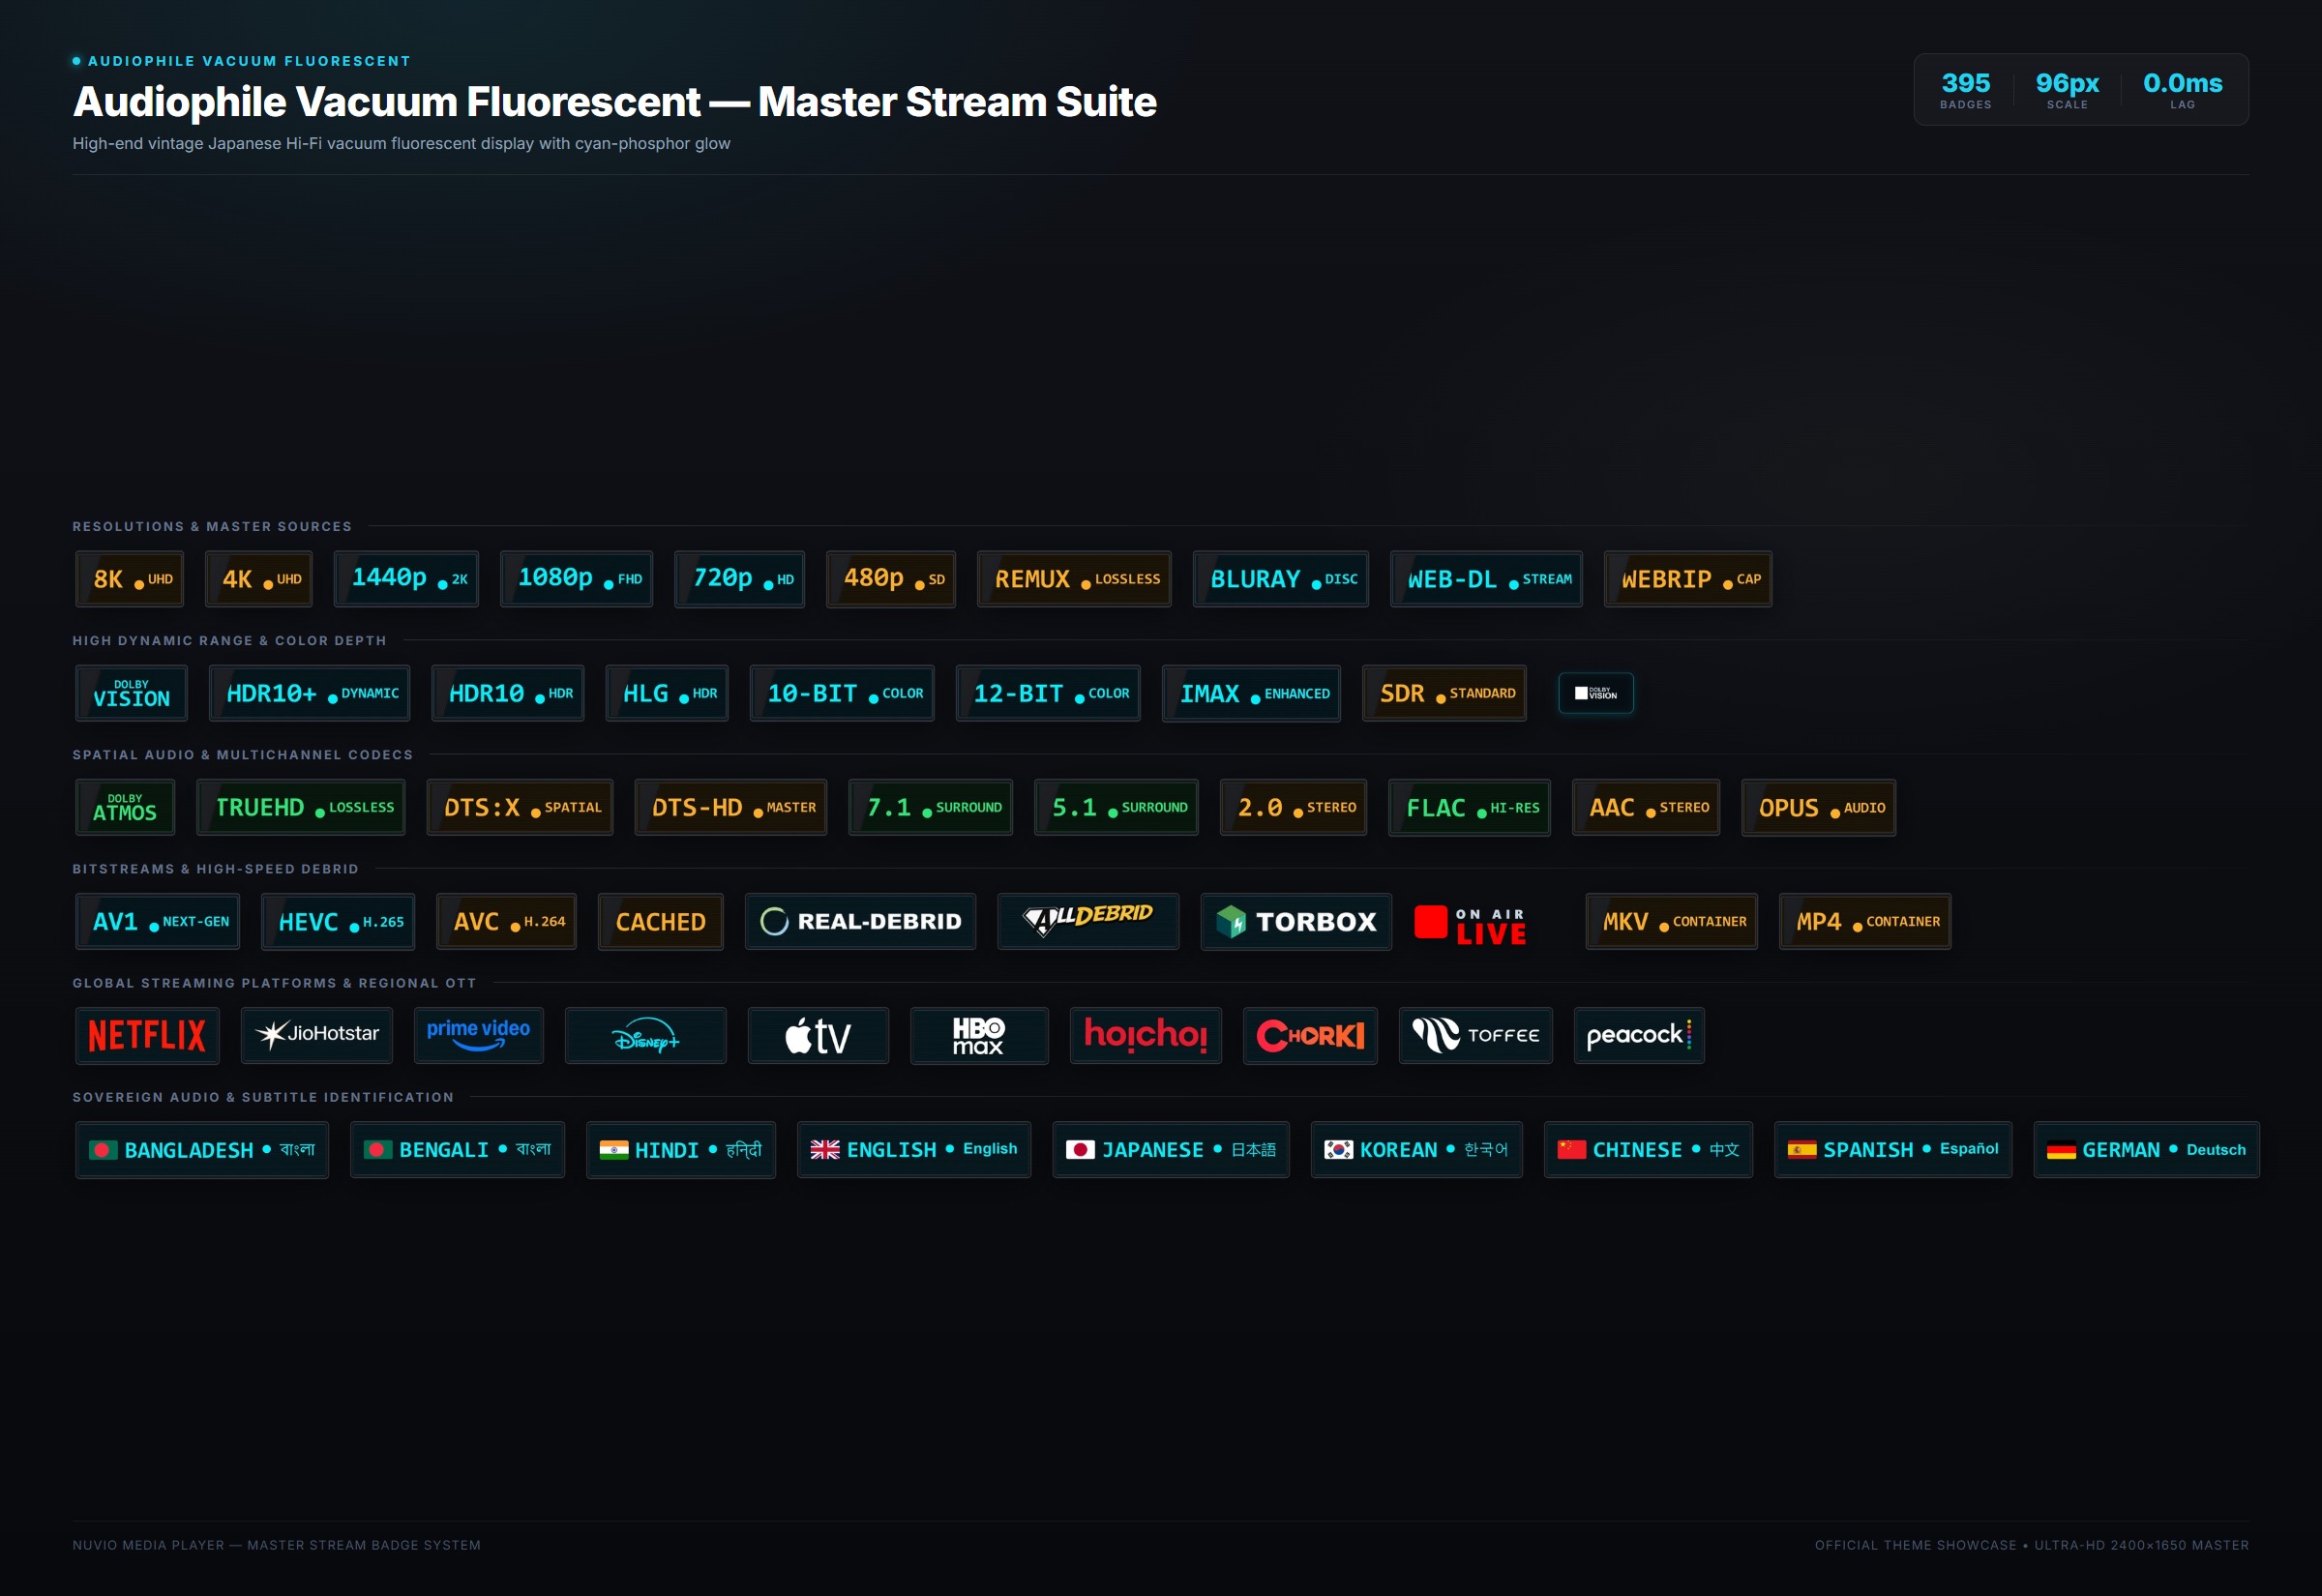 AUDIOPHILE VACUUM FLUORESCENT
Audiophile Vacuum Fluorescent — Master Stream Suite
High-end vintage Japanese Hi-Fi vacuum fluorescent display with cyan-phosphor glow
395 96px 0.0ms
BADGES SCALE LAG
RESOLUTIONS & MASTER SOURCES
8K • UHD 4K • UHD 1440p • 2K 1080p • FHD 720p • HD 480p • SD REMUX • LOSSLESS BLURAY • DISC WEB-DL • STREAM WEBRIP • CAP
HIGH DYNAMIC RANGE & COLOR DEPTH
DOLBY VISION HDR10+ • DYNAMIC HDR10 • HDR HLG • HDR 10-BIT • COLOR 12-BIT • COLOR IMAX • ENHANCED SDR • STANDARD DOLBY VISION
SPATIAL AUDIO & MULTICHANNEL CODECS
DOLBY ATMOS TRUEHD • LOSSLESS DTS:X • SPATIAL DTS-HD • MASTER 7.1 • SURROUND 5.1 • SURROUND 2.0 • STEREO FLAC • HI-RES AAC • STEREO OPUS • AUDIO
BITSTREAMS & HIGH-SPEED DEBRID
AV1 • NEXT-GEN HEVC • H.265 AVC • H.264 CACHED REAL-DEBRID ALLDEBRID TORBOX ON AIR LIVE MKV • CONTAINER MP4 • CONTAINER
GLOBAL STREAMING PLATFORMS & REGIONAL OTT
NETFLIX JioHotstar prime video Disney+ tv HBO max hoichoi CHORKI TOFFEE peacock
SOVEREIGN AUDIO & SUBTITLE IDENTIFICATION
BANGLADESH • বাংলা BENGALI • বাংলা HINDI • हिन्दी ENGLISH • English JAPANESE • 日本語 KOREAN • 한국어 CHINESE • 中文 SPANISH • Español GERMAN • Deutsch
NUVIO MEDIA PLAYER — MASTER STREAM BADGE SYSTEM
OFFICIAL THEME SHOWCASE • ULTRA-HD 2400×1650 MASTER